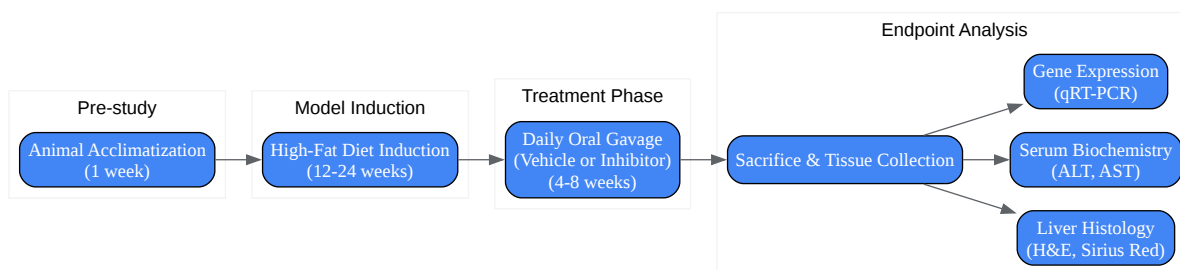 Pre-study
Animal Acclimatization
(1 week)
Model Induction
High-Fat Diet Induction
(12-24 weeks)
Treatment Phase
Daily Oral Gavage
(Vehicle or Inhibitor)
(4-8 weeks)
Endpoint Analysis
Sacrifice & Tissue Collection
Gene Expression
(qRT-PCR)
Serum Biochemistry
(ALT, AST)
Liver Histology
(H&E, Sirius Red)